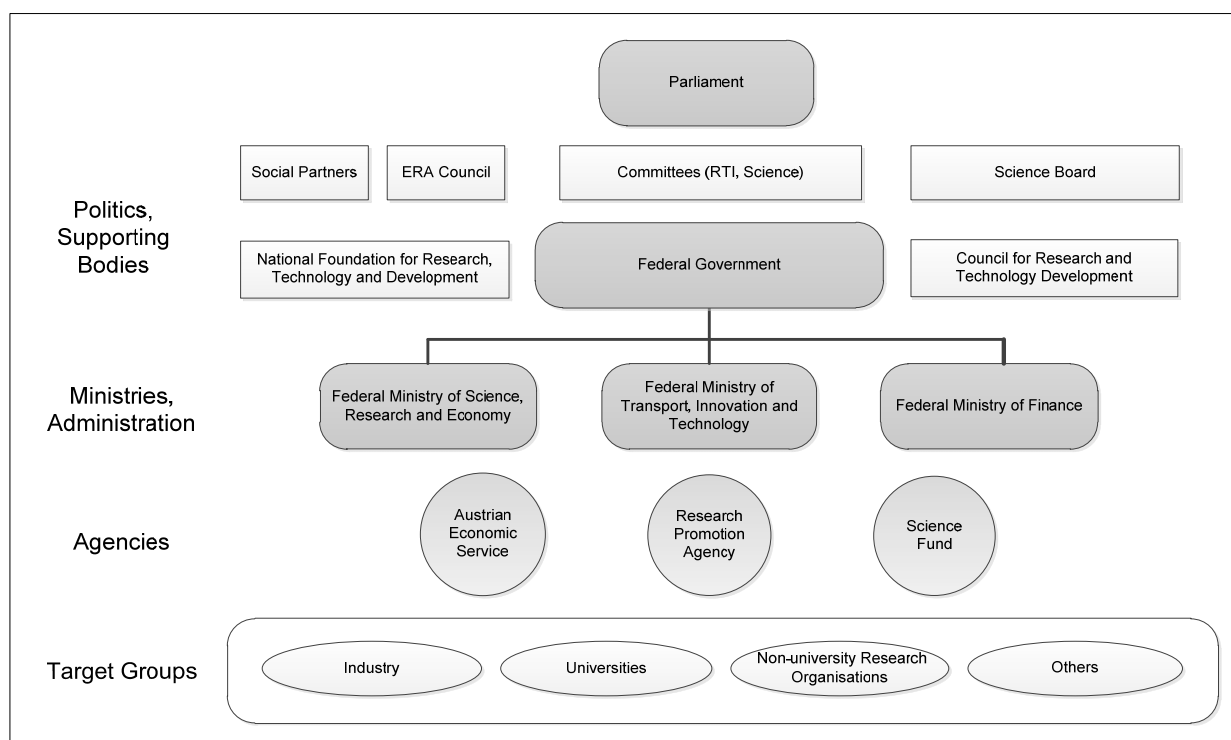 Parliament
Social Partners
ERA Council
Committees (RTI, Science)
Science Board
Politics,
Supporting
Bodies
National Foundation for Research,
Technology and Development
Federal Government
Council for Research and
Technology Development
Ministries,
Administration
Federal Ministry of Science,
Research and Economy
Federal Ministry of
Transport, Innovation and
Technology
Federal Ministry of Finance
Agencies
Austrian
Economic
Service
Research
Promotion
Agency
Science
Fund
Target Groups
Industry
Universities
Non-university Research
Organisations
Others